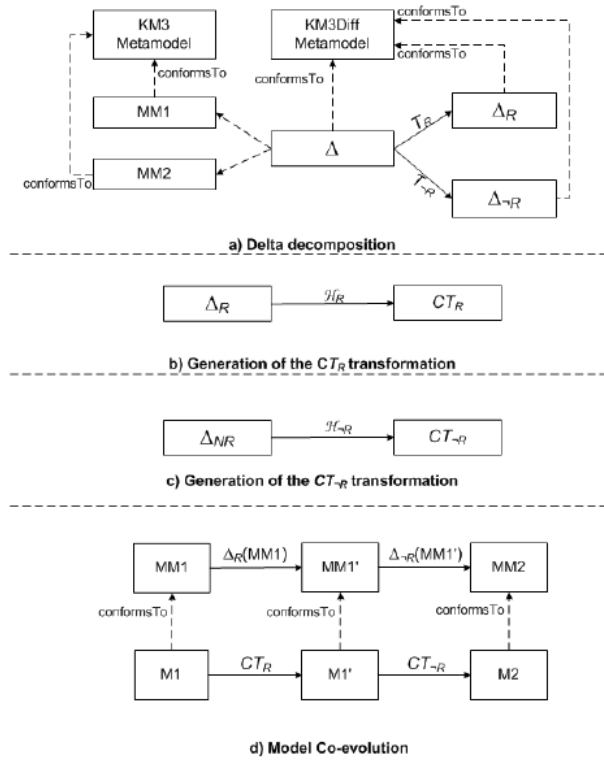 KM3
Metamodel
KM3Diff
Metamodel
conformsTo
conformsTo
conformsTo
conformsTo
MM1
MM2
conformsTo
Δ
T_R
T_¬R
Δ_R
Δ_¬R
a) Delta decomposition
Δ_R
ℋ_R
CT_R
b) Generation of the CT_R transformation
Δ_NR
ℋ_¬R
CT_¬R
c) Generation of the CT_¬R transformation
MM1
Δ_R(MM1)
MM1'
Δ_¬R(MM1')
MM2
conformsTo
conformsTo
conformsTo
M1
CT_R
M1'
CT_¬R
M2
d) Model Co-evolution